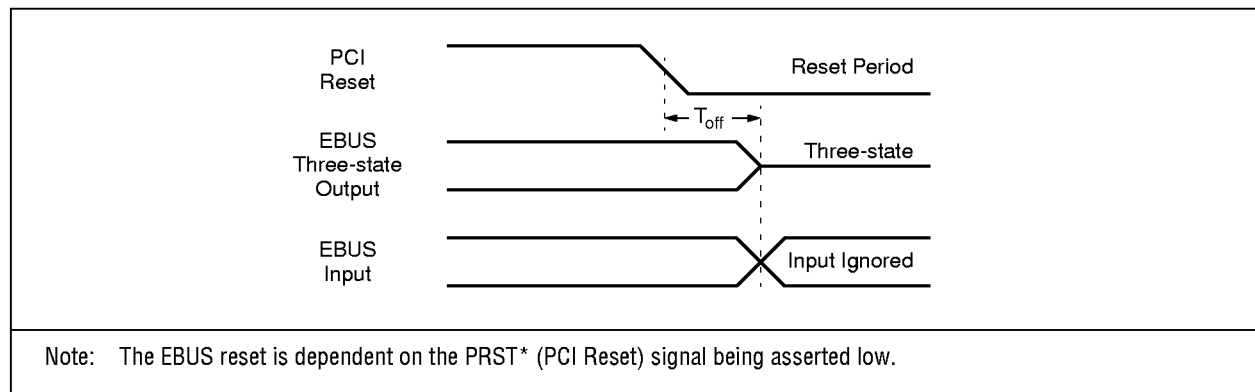 PCI
Reset
Reset Period
Toff
EBUS
Three-state
Output
Three-state
EBUS
Input
Input Ignored
Note: The EBUS reset is dependent on the PRST* (PCI Reset) signal being asserted low.